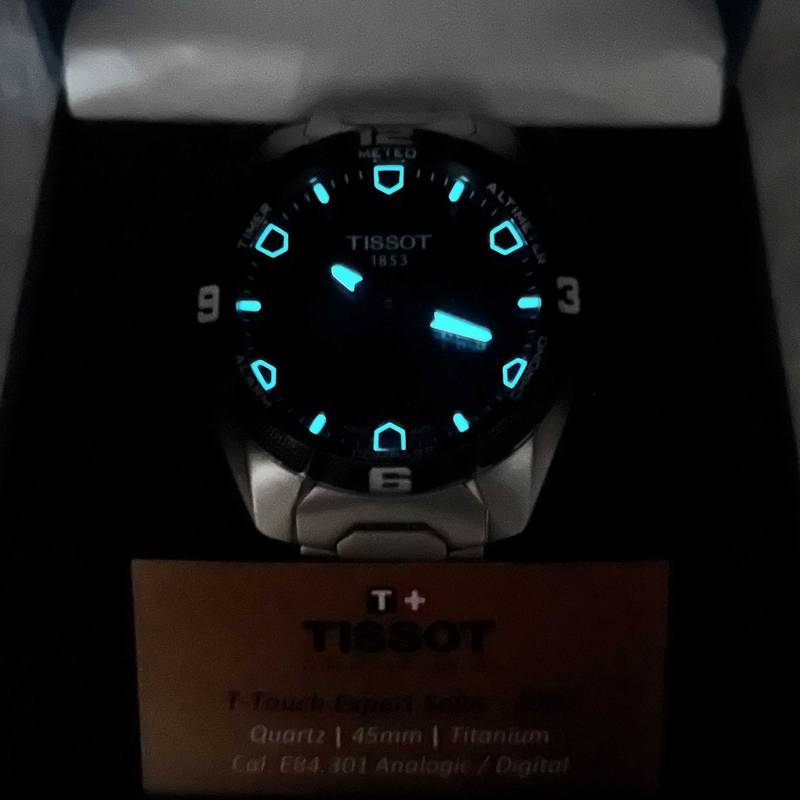 12
METEO
TIMER
ALTIMETER
TISSOT
1853
9
3
ALARM
CHRONO
6
T+
TISSOT
T-Touch Expert Solar
Quartz | 45mm | Titanium
Cal. E84.301 Analogic / Digital